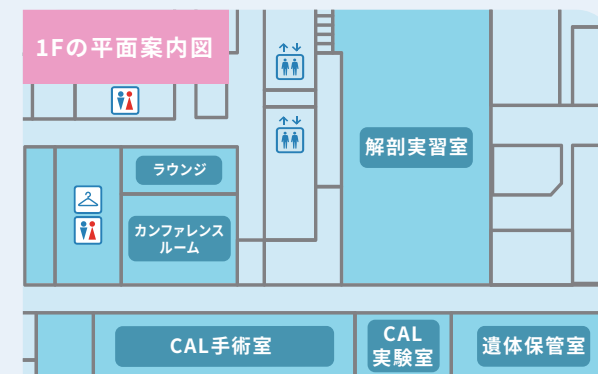 1Fの平面案内図
解剖実習室
ラウンジ
カンファレンス
ルーム
CAL手術室
CAL
実験室
遺体保管室